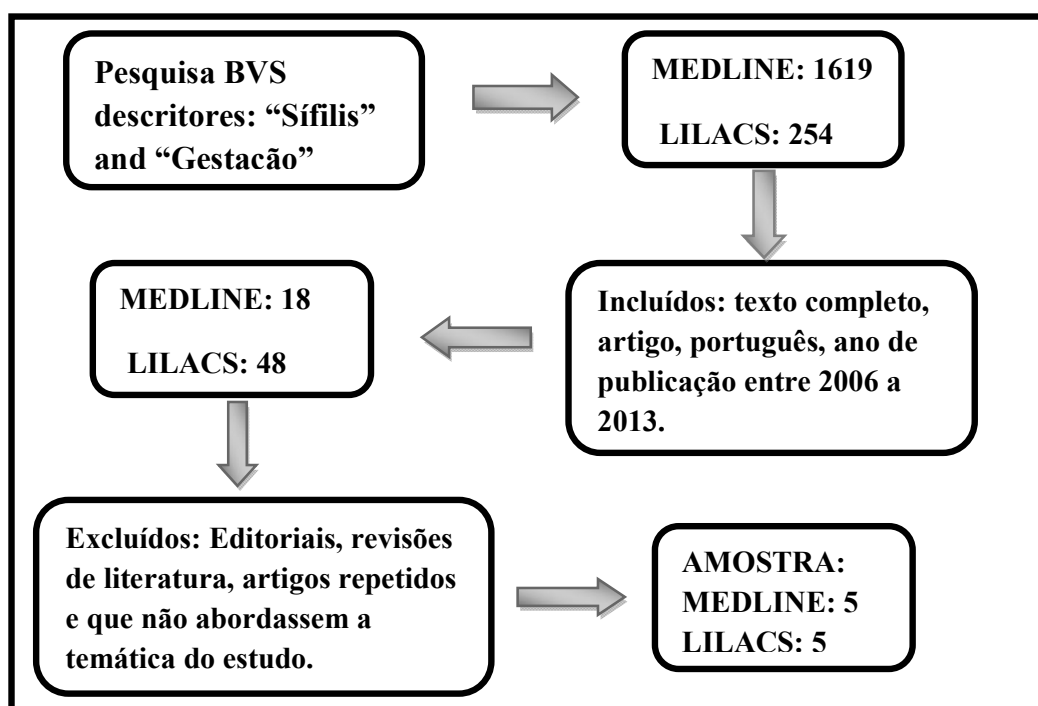 Pesquisa BVS
descritores: “Sífilis”
and “Gestacão”
MEDLINE: 1619
LILACS: 254
Incluídos: texto completo,
artigo, português, ano de
publicação entre 2006 a
2013.
MEDLINE: 18
LILACS: 48
Excluídos: Editoriais, revisões
de literatura, artigos repetidos
e que não abordassem a
temática do estudo.
AMOSTRA:
MEDLINE: 5
LILACS: 5